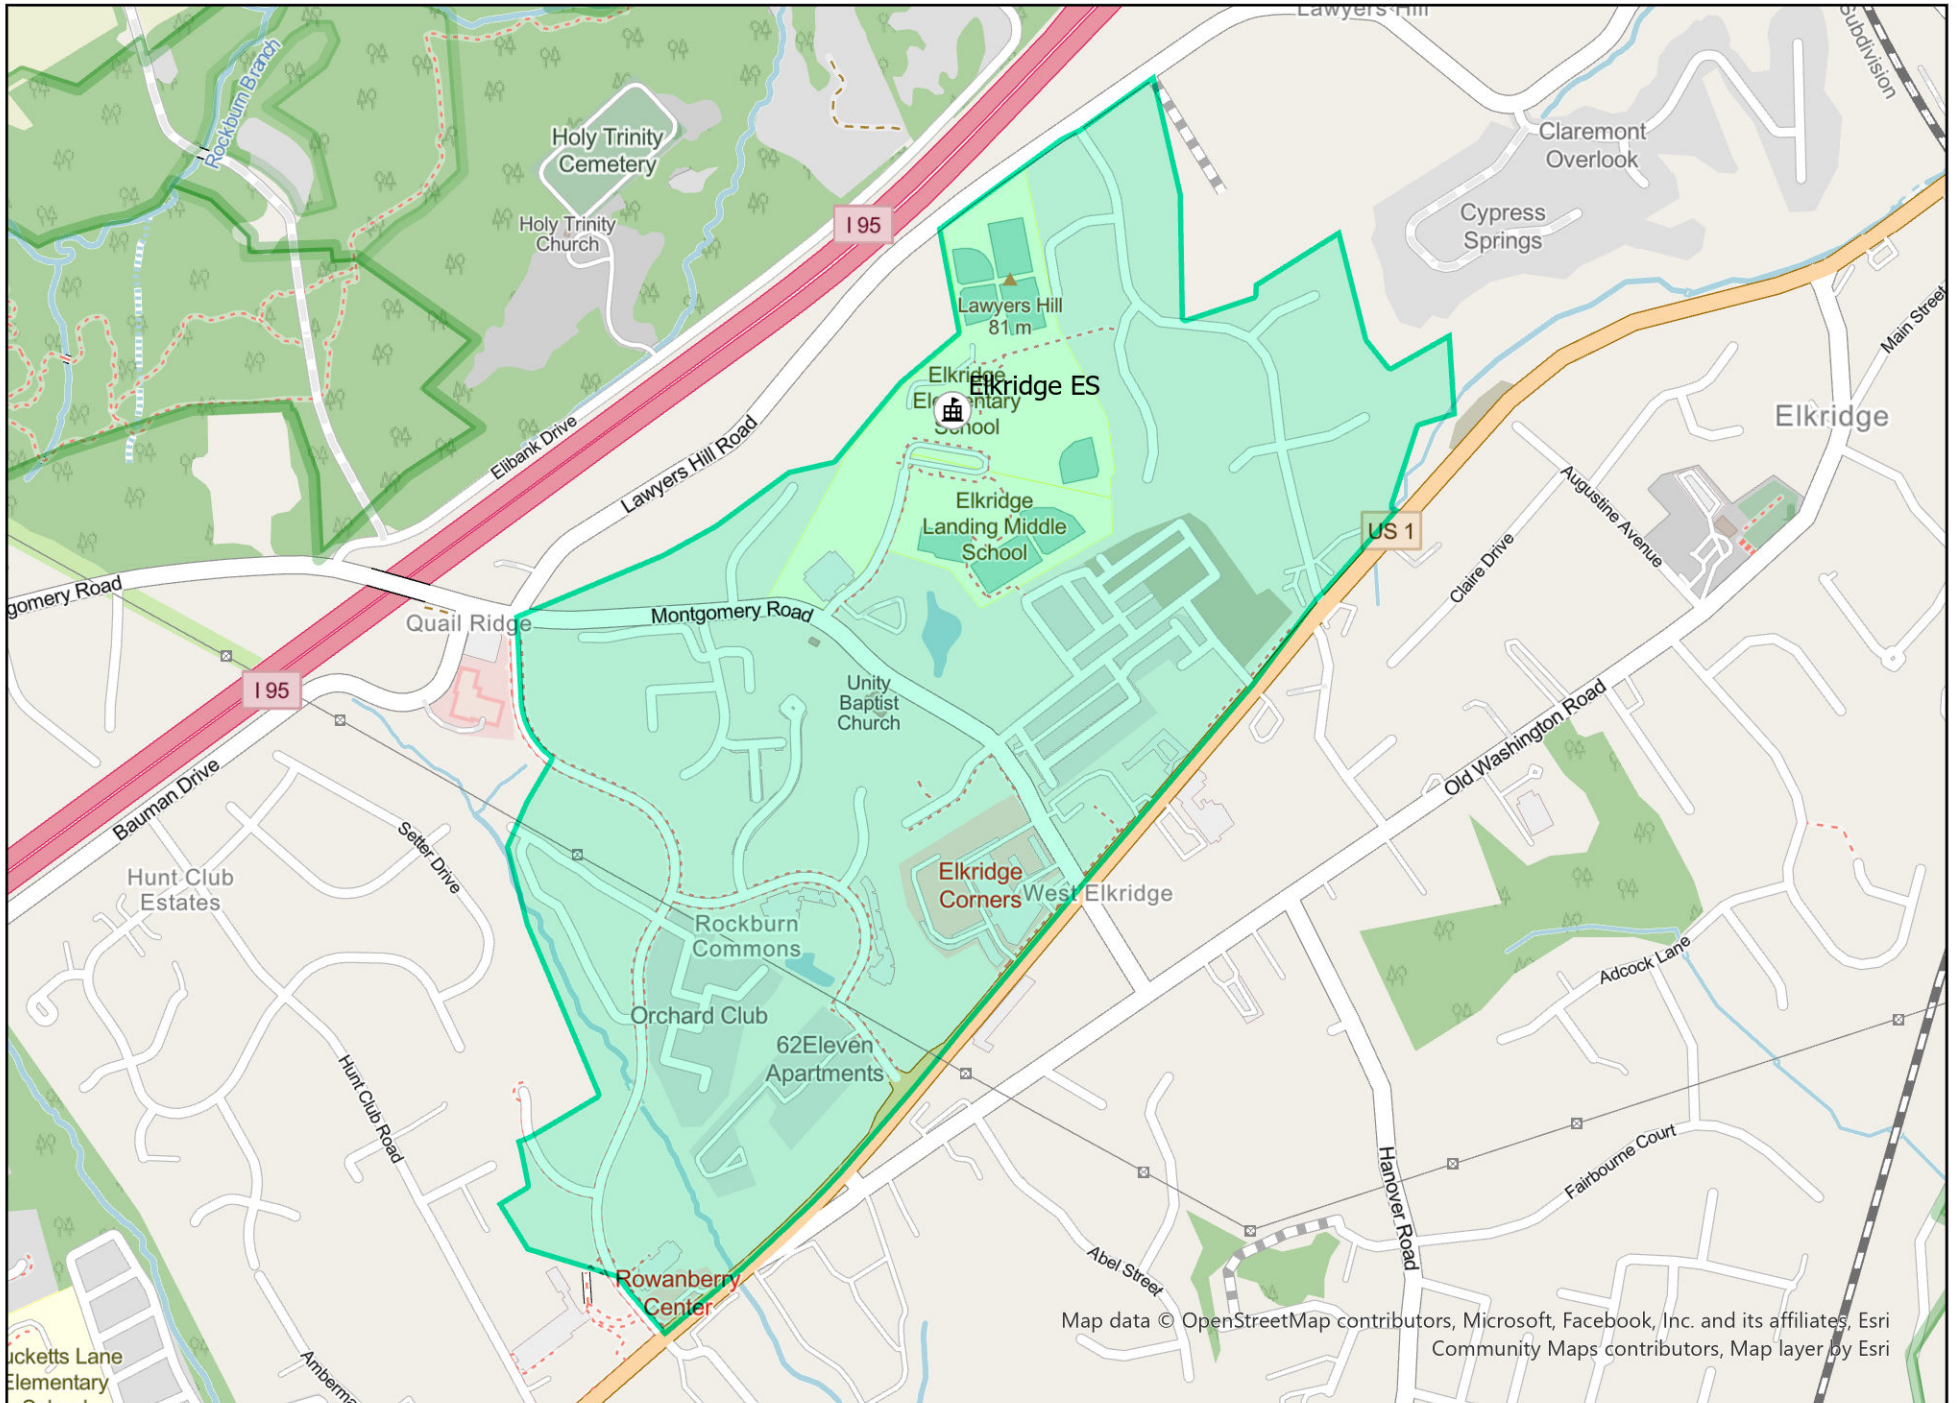 Lawyers Hill
Subdivision
Rockburn Branch
Holy Trinity
Cemetery
Claremont
Overlook
Holy Trinity
Church
I 95
Cypress
Springs
Lawyers Hill
81 m
Main Street
Elkridge
Elementary
School
Elkridge ES
Elkridge
Elibank Drive
Lawyers Hill Road
Elkridge
Landing Middle
School
US 1
Augustine Avenue
Claire Drive
gomery Road
Quail Ridge
Montgomery Road
I 95
Unity
Baptist
Church
Old Washington Road
Bauman Drive
Setter Drive
Hunt Club
Estates
Elkridge
Corners
West Elkridge
Rockburn
Commons
Adcock Lane
Orchard Club
62Eleven
Apartments
Hunt Club Road
Hanover Road
Fairbourne Court
Abel Street
Rowanberry
Center
Map data © OpenStreetMap contributors, Microsoft, Facebook, Inc. and its affiliates, Esri
Community Maps contributors, Map layer by Esri
ucketts Lane
Elementary
Amberma